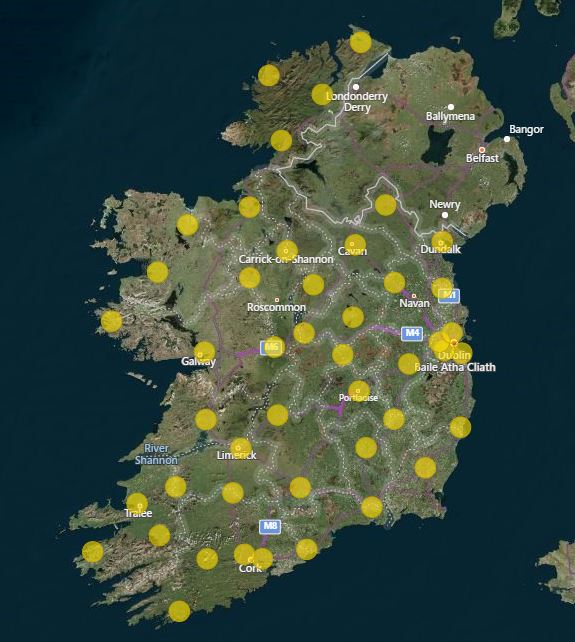 Londonderry
Derry
Ballymena
Bangor
Belfast
Newry
Cavan
Dundalk
Carrick-on-Shannon
M1
Navan
Roscommon
M4
M6
Dublin
Galway
Baile Atha Cliath
Portlaoise
River
Shannon
Limerick
Tralee
M8
Cork